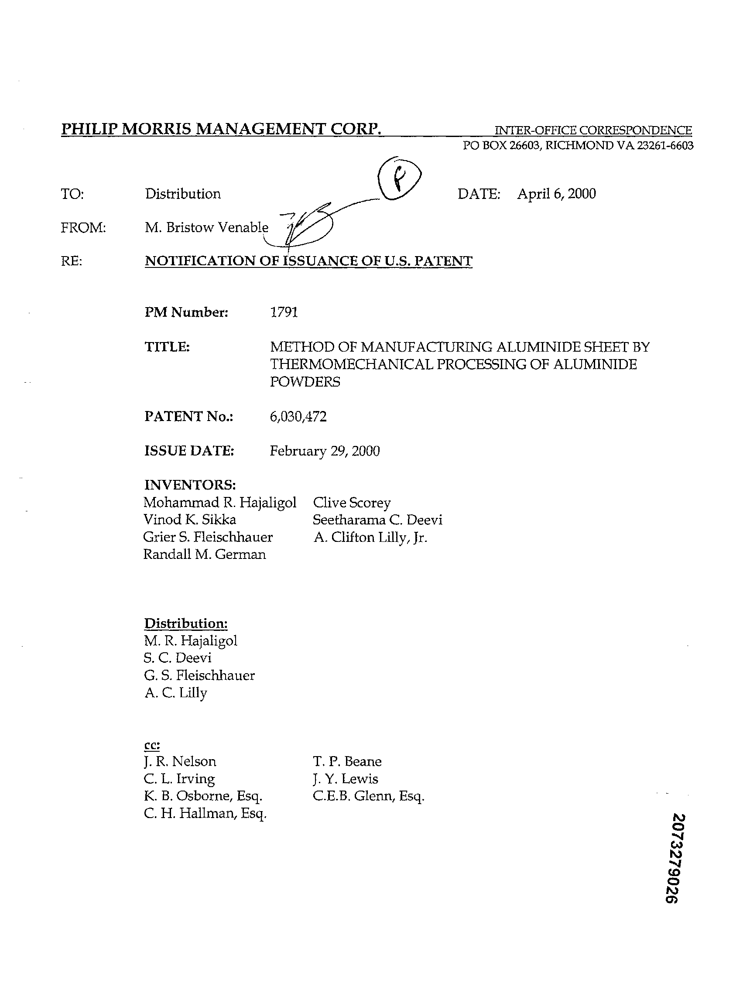 PHILIP MORRIS MANAGEMENT CORP. INTER-OFFICE CORRESPONDENCE
PO BOX 26603, RICHMOND VA 23261-6603
TO: Distribution DATE: April 6, 2000
FROM: M. Bristow Venable
RE: NOTIFICATION OF ISSUANCE OF U.S. PATENT
PM Number: 1791
TITLE: METHOD OF MANUFACTURING ALUMINIDE SHEET BY
THERMOMECHANICAL PROCESSING OF ALUMINIDE
POWDERS
PATENT No.: 6,030,472
ISSUE DATE: February 29, 2000
INVENTORS:
Mohammad R. Hajaligol Clive Scorey
Vinod K. Sikka Seetharama C. Deevi
Grier S. Fleischhauer A. Clifton Lilly, Jr.
Randall M. German
Distribution:
M. R. Hajaligol
S. C. Deevi
G. S. Fleischhauer
A. C. Lilly
cc:
J. R. Nelson T. P. Beane
C. L. Irving J. Y. Lewis
K. B. Osborne, Esq. C.E.B. Glenn, Esq.
C. H. Hallman, Esq.
2073279026